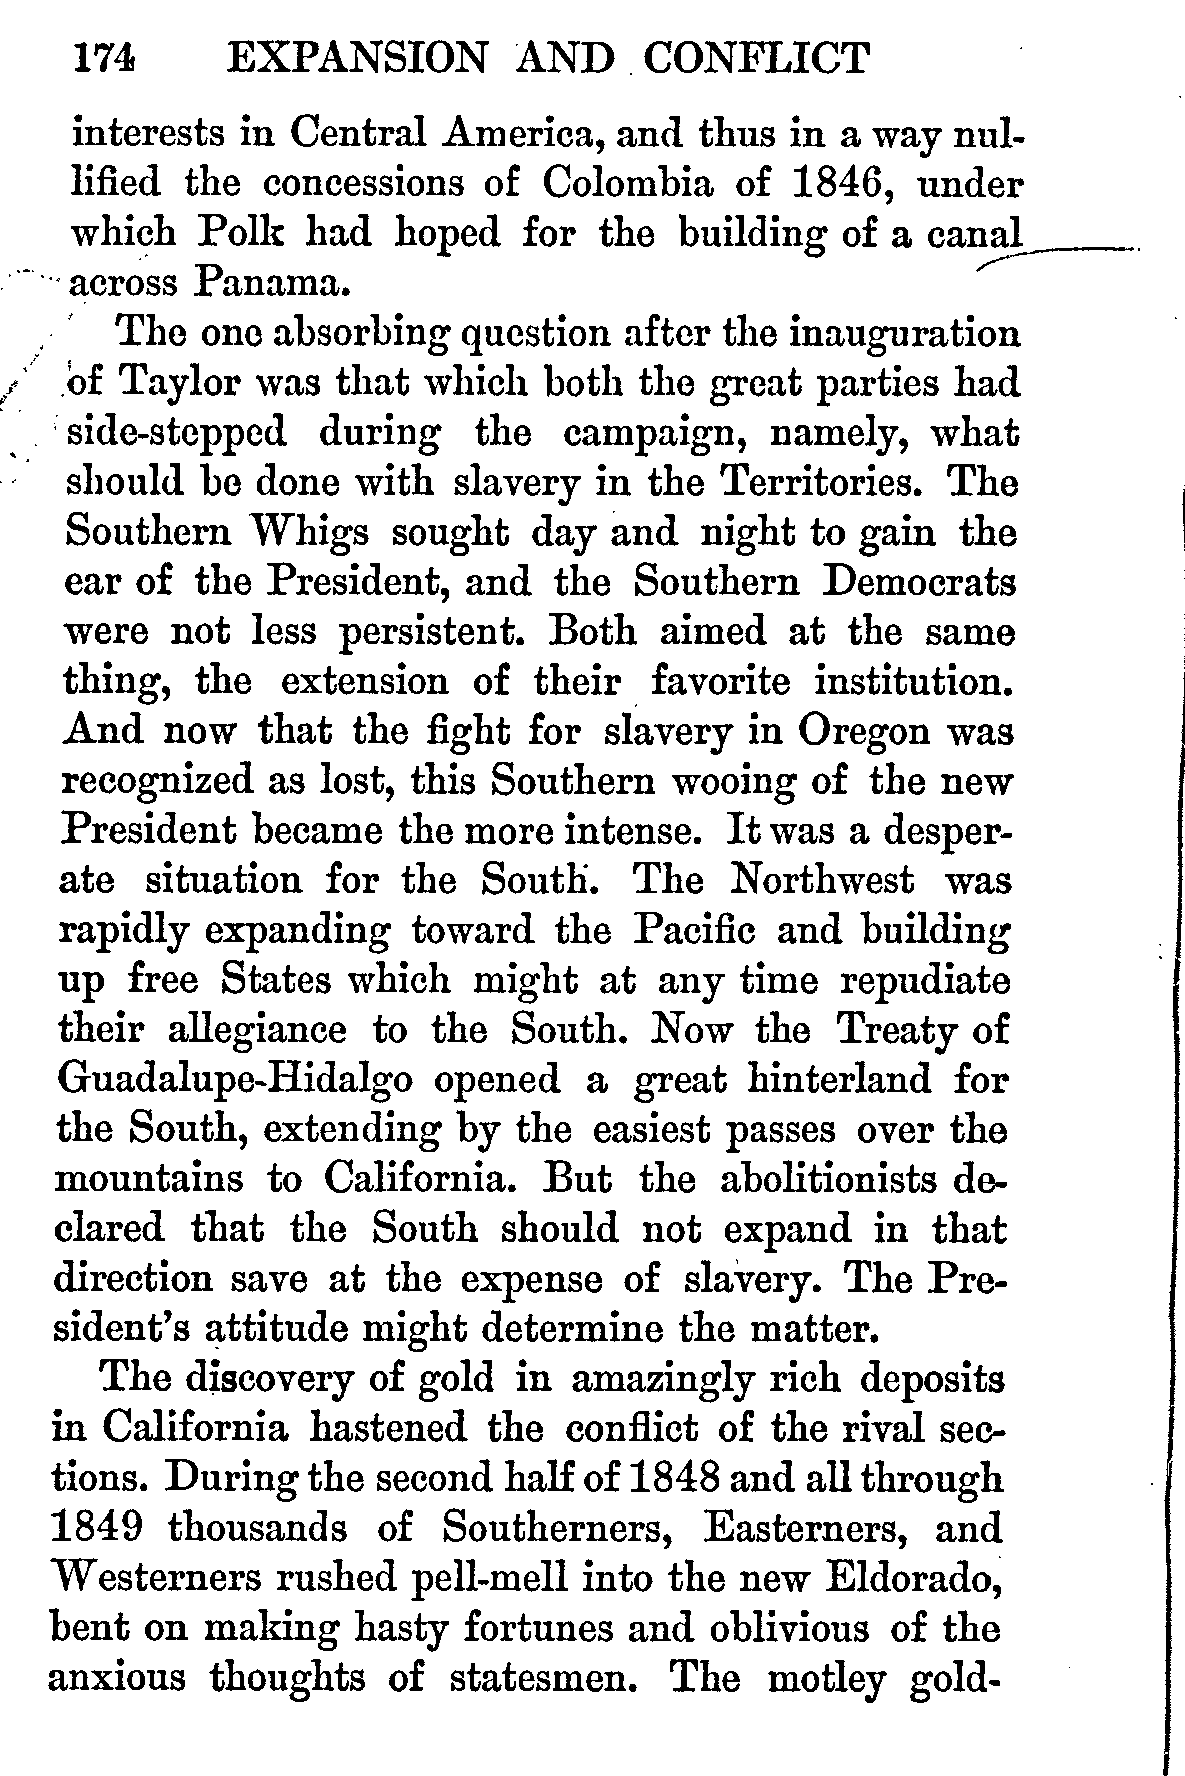 174 EXPANSION AND CONFLICT
interests in Central America, and thus in a way nul-
lified the concessions of Colombia of 1846, under
which Polk had hoped for the building of a canal
across Panama.
The one absorbing question after the inauguration
of Taylor was that which both the great parties had
side-stepped during the campaign, namely, what
should be done with slavery in the Territories. The
Southern Whigs sought day and night to gain the
ear of the President, and the Southern Democrats
were not less persistent. Both aimed at the same
thing, the extension of their favorite institution.
And now that the fight for slavery in Oregon was
recognized as lost, this Southern wooing of the new
President became the more intense. It was a desper-
ate situation for the South. The Northwest was
rapidly expanding toward the Pacific and building
up free States which might at any time repudiate
their allegiance to the South. Now the Treaty of
Guadalupe-Hidalgo opened a great hinterland for
the South, extending by the easiest passes over the
mountains to California. But the abolitionists de-
clared that the South should not expand in that
direction save at the expense of slavery. The Pre-
sident's attitude might determine the matter.
The discovery of gold in amazingly rich deposits
in California hastened the conflict of the rival sec-
tions. During the second half of 1848 and all through
1849 thousands of Southerners, Easterners, and
Westerners rushed pell-mell into the new Eldorado,
bent on making hasty fortunes and oblivious of the
anxious thoughts of statesmen. The motley gold-